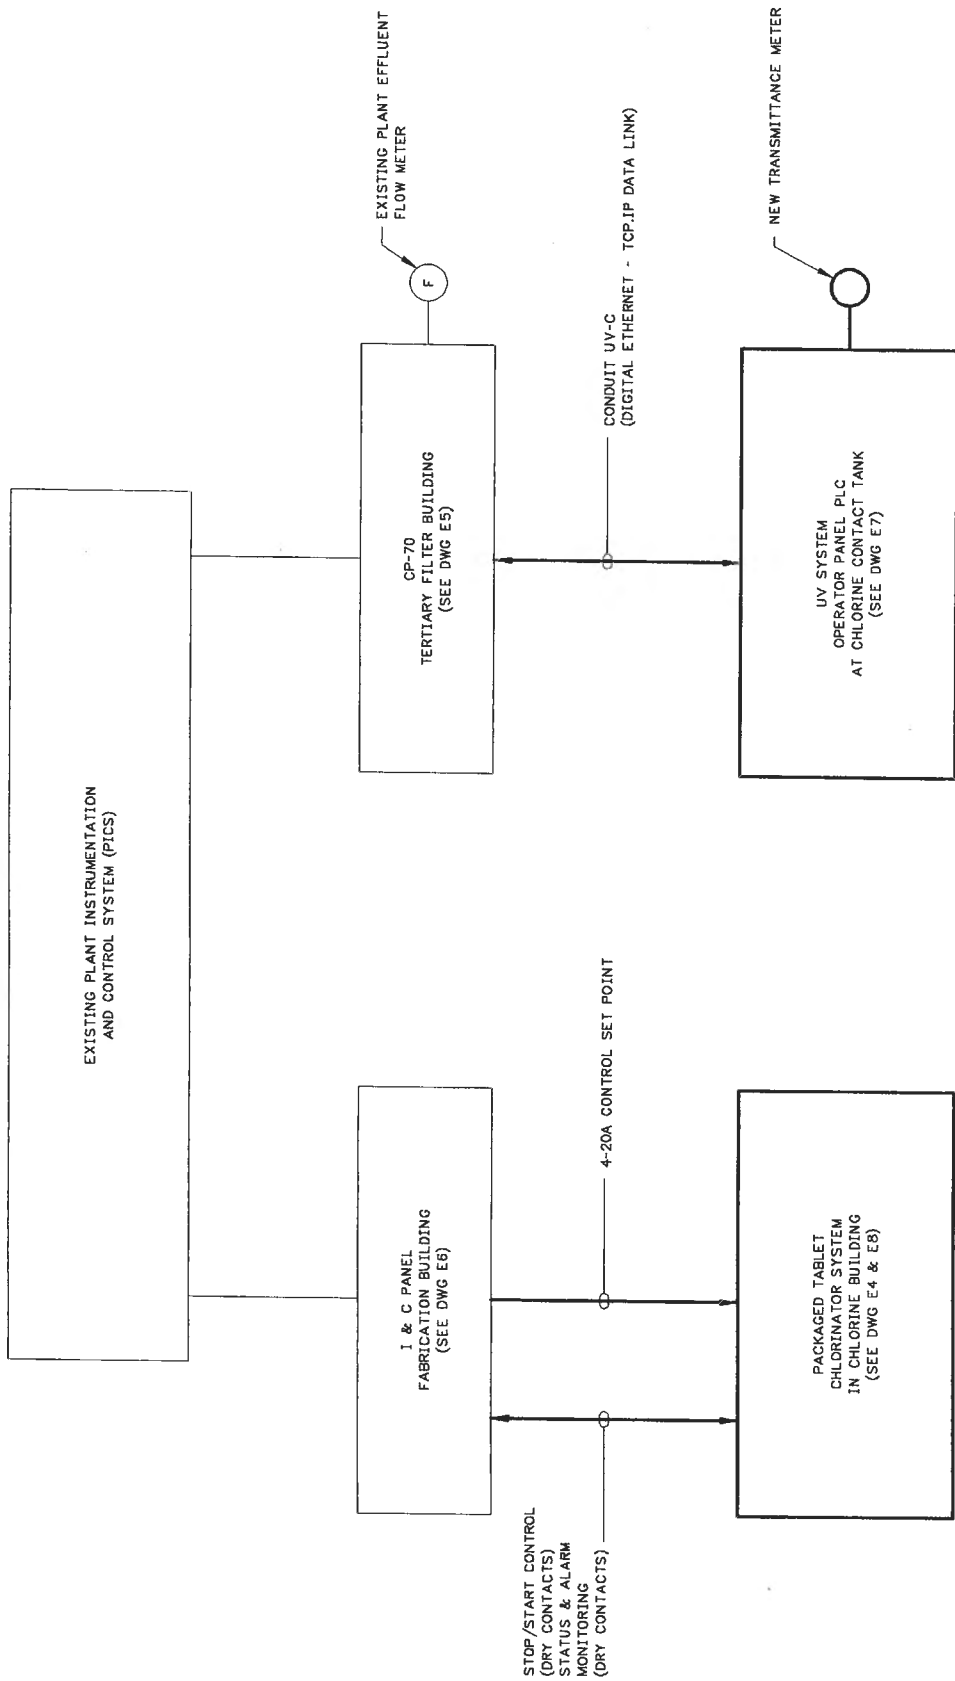 EXISTING PLANT INSTRUMENTATION
AND CONTROL SYSTEM (PICS)
I & C PANEL
FABRICATION BUILDING
(SEE DWG E6)
CP-70
TERTIARY FILTER BUILDING
(SEE DWG E5)
F
EXISTING PLANT EFFLUENT
FLOW METER
STOP/START CONTROL
(DRY CONTACTS)
STATUS & ALARM
MONITORING
(DRY CONTACTS)
4-20A CONTROL SET POINT
CONDUIT UV-C
(DIGITAL ETHERNET - TCP.IP DATA LINK)
PACKAGED TABLET
CHLORINATOR SYSTEM
IN CHLORINE BUILDING
(SEE DWG E4 & E8)
UV SYSTEM
OPERATOR PANEL PLC
AT CHLORINE CONTACT TANK
(SEE DWG E7)
NEW TRANSMITTANCE METER